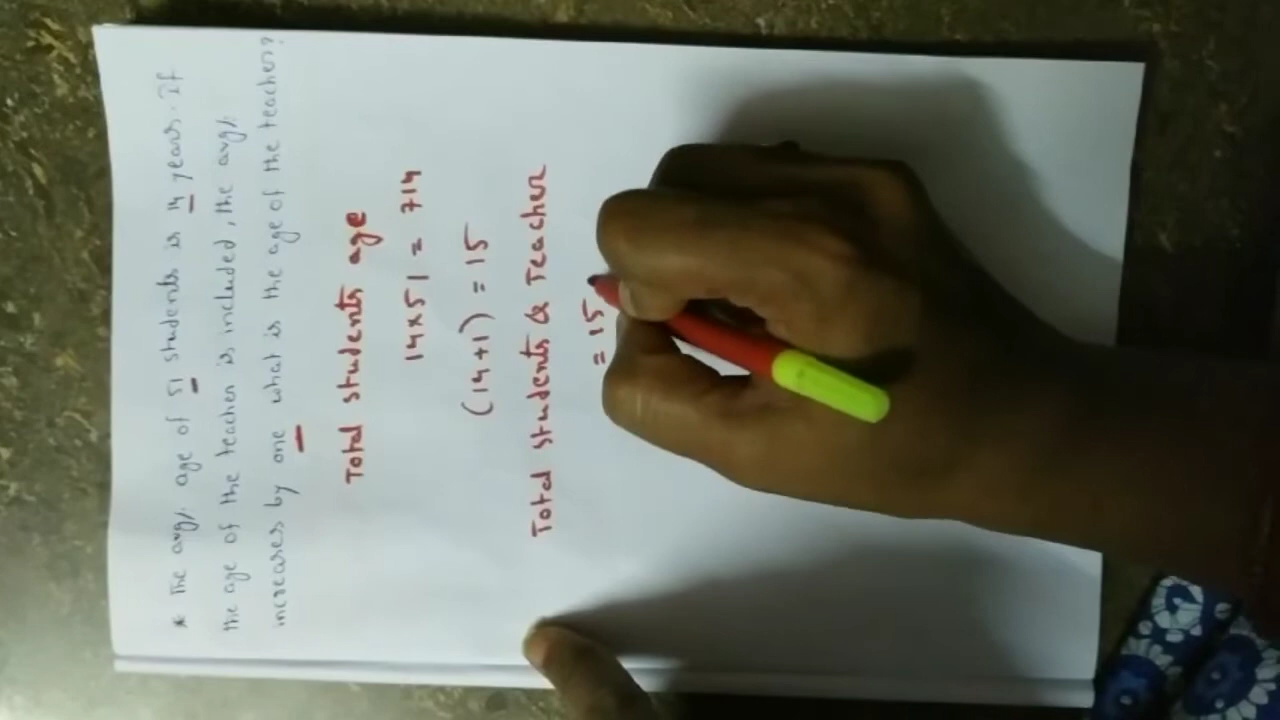 * The avg/. age of 51 students is 14 years. If
the age of the teacher is included, the avg/.
increases by one what is the age of the teacher?
Total students age
14×51 = 714
(14+1) = 15
Total students & Teacher
= 15